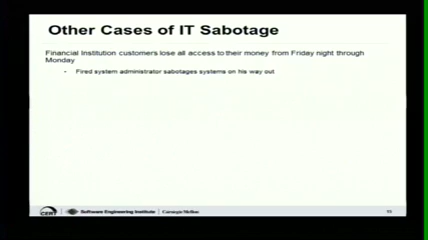 Other Cases of IT Sabotage
Financial Institution customers lose all access to their money from Friday night through
Monday
- Fired system administrator sabotages systems on his way out
CERT | Software Engineering Institute | Carnegie Mellon